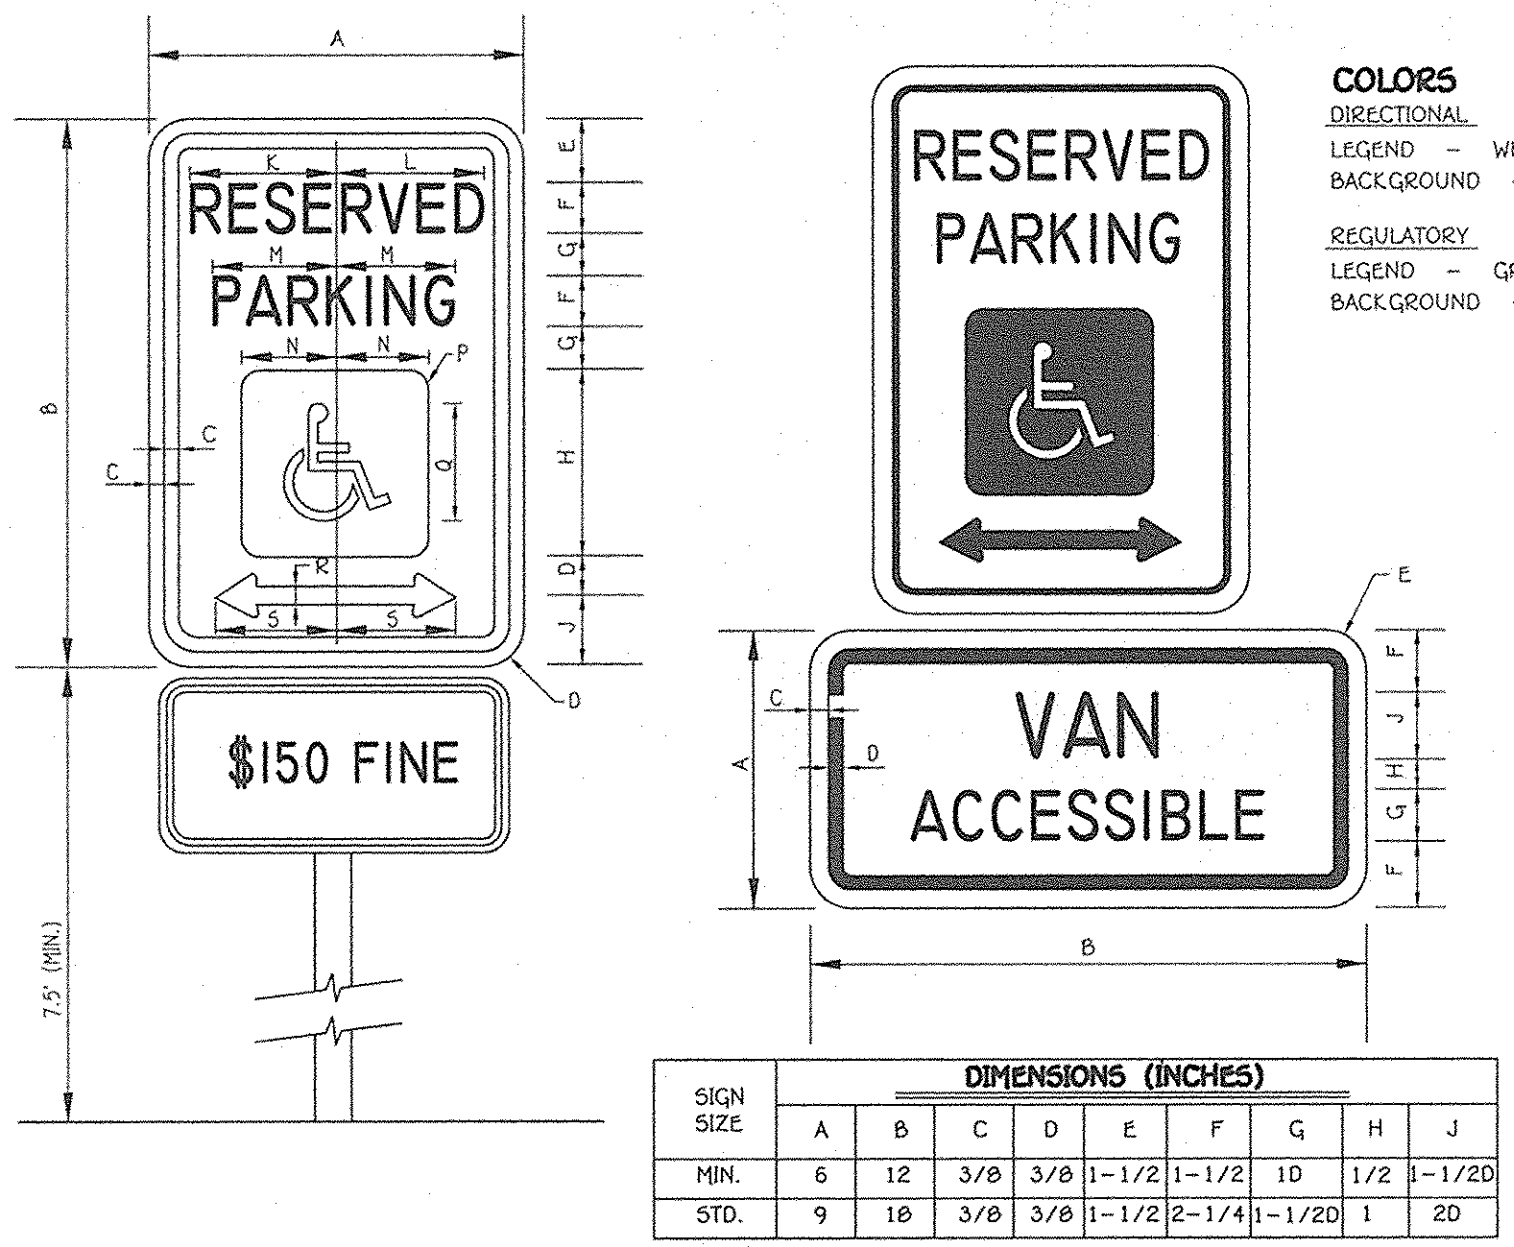 A
B
K L
RESERVED
M M
PARKING
N N
P
C
C
Q
R
S S
D
E
F
G
F
G
H
D
J
$150 FINE
7.5' (MIN.)
RESERVED
PARKING
E
VAN
ACCESSIBLE
C
D
A
B
F
J
H
G
F
COLORS
DIRECTIONAL
LEGEND -
BACKGROUND -
REGULATORY
LEGEND -
BACKGROUND -
SIGN SIZE
DIMENSIONS (INCHES)
A B C D E F G H J
MIN. 6 12 3/8 3/8 1-1/2 1-1/2 1D 1/2 1-1/2D
STD. 9 18 3/8 3/8 1-1/2 2-1/4 1-1/2D 1 2D